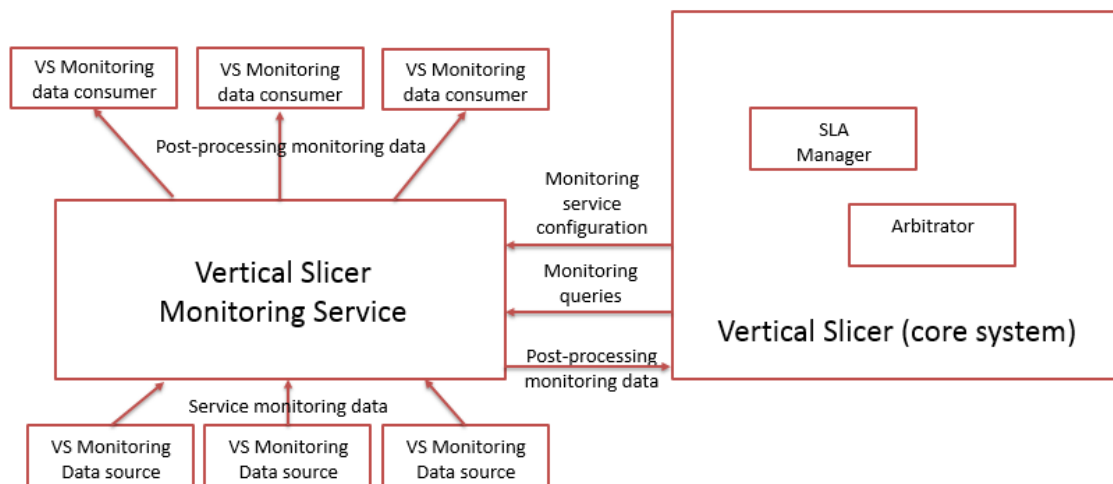 VS Monitoring
data consumer
VS Monitoring
data consumer
VS Monitoring
data consumer
Post-processing monitoring data
SLA
Manager
Arbitrator
Monitoring
service
configuration
Monitoring
queries
Vertical Slicer
Monitoring Service
Vertical Slicer (core system)
Post-processing
monitoring data
Service monitoring data
VS Monitoring
Data source
VS Monitoring
Data source
VS Monitoring
Data source